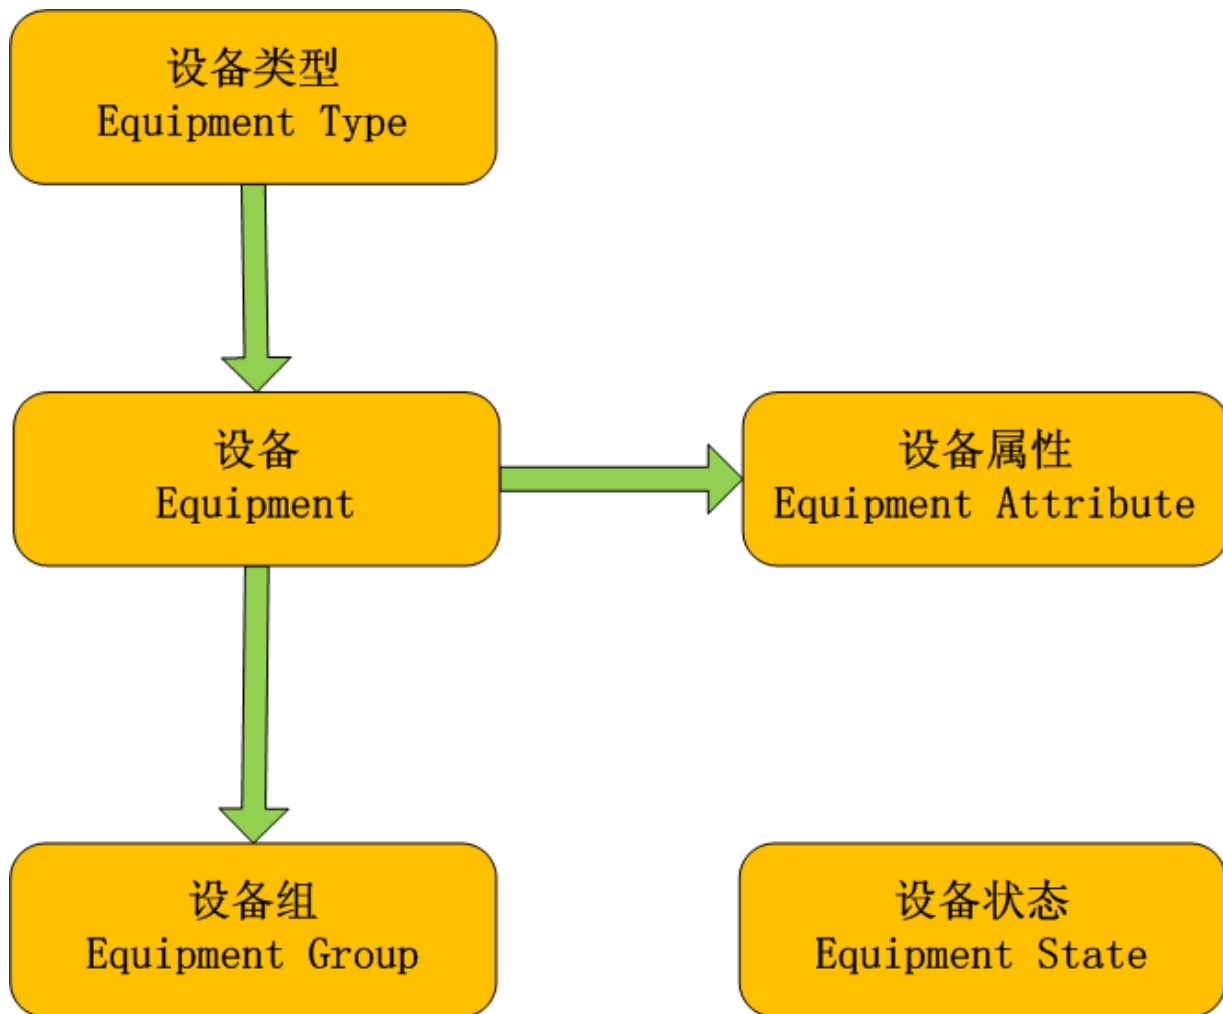 设备类型
Equipment Type
设备
Equipment
设备属性
Equipment Attribute
设备组
Equipment Group
设备状态
Equipment State